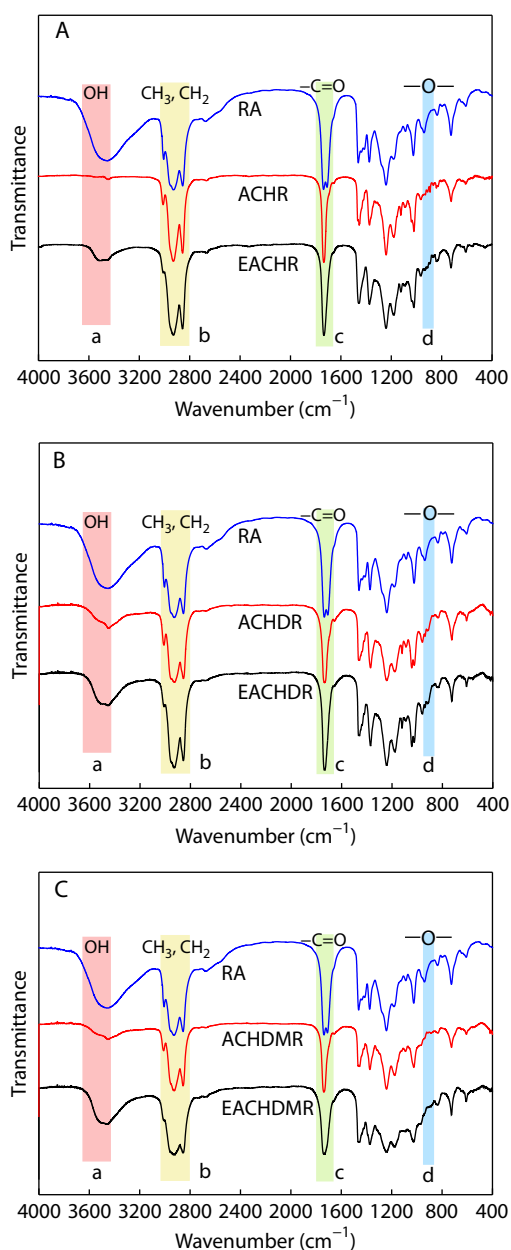 A
OH
CH₃, CH₂
–C=O
—O—
RA
ACHR
EACHR
a
b
c
d
Transmittance
4000 3600 3200 2800 2400 2000 1600 1200 800 400
Wavenumber (cm⁻¹)
B
OH
CH₃, CH₂
–C=O
—O—
RA
ACHDR
EACHDR
a
b
c
d
Transmittance
4000 3600 3200 2800 2400 2000 1600 1200 800 400
Wavenumber (cm⁻¹)
C
OH
CH₃, CH₂
–C=O
—O—
RA
ACHDMR
EACHDMR
a
b
c
d
Transmittance
4000 3600 3200 2800 2400 2000 1600 1200 800 400
Wavenumber (cm⁻¹)